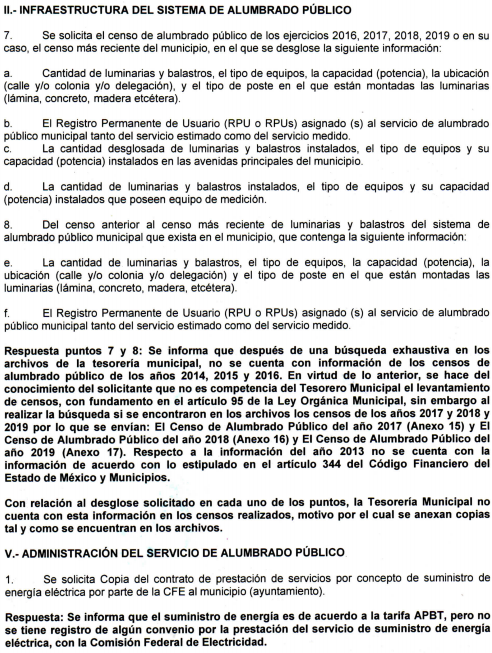 II.- INFRAESTRUCTURA DEL SISTEMA DE ALUMBRADO PÚBLICO
7. Se solicita el censo de alumbrado público de los ejercicios 2016, 2017, 2018, 2019 o en su
caso, el censo más reciente del municipio, en el que se desglose la siguiente información:
a. Cantidad de luminarias y balastros, el tipo de equipos, la capacidad (potencia), la ubicación
(calle y/o colonia y/o delegación), y el tipo de poste en el que están montadas las luminarias
(lámina, concreto, madera etcétera).
b. El Registro Permanente de Usuario (RPU o RPUs) asignado (s) al servicio de alumbrado
público municipal tanto del servicio estimado como del servicio medido.
c. La cantidad desglosada de luminarias y balastros instalados, el tipo de equipos y su
capacidad (potencia) instalados en las avenidas principales del municipio.
d. La cantidad de luminarias y balastros instalados, el tipo de equipos y su capacidad
(potencia) instalados que poseen equipo de medición.
8. Del censo anterior al censo más reciente de luminarias y balastros del sistema de
alumbrado público municipal que exista en el municipio, que contenga la siguiente información:
e. La cantidad de luminarias y balastros, el tipo de equipos, la capacidad (potencia), la
ubicación (calle y/o colonia y/o delegación) y el tipo de poste en el que están montadas las
luminarias (lámina, concreto, madera, etcétera).
f. El Registro Permanente de Usuario (RPU o RPUs) asignado (s) al servicio de alumbrado
público municipal tanto del servicio estimado como del servicio medido.
Respuesta puntos 7 y 8: Se informa que después de una búsqueda exhaustiva en los
archivos de la tesorería municipal, no se cuenta con información de los censos de
alumbrado público de los años 2014, 2015 y 2016. En virtud de lo anterior, se hace del
conocimiento del solicitante que no es competencia del Tesorero Municipal el levantamiento
de censos, con fundamento en el artículo 95 de la Ley Orgánica Municipal, sin embargo al
realizar la búsqueda si se encontraron en los archivos los censos de los años 2017 y 2018 y
2019 por lo que se envían: El Censo de Alumbrado Público del año 2017 (Anexo 15) y El
Censo de Alumbrado Público del año 2018 (Anexo 16) y El Censo de Alumbrado Público del
año 2019 (Anexo 17). Respecto a la información del año 2013 no se cuenta con la
información de acuerdo con lo estipulado en el artículo 344 del Código Financiero del
Estado de México y Municipios.
Con relación al desglose solicitado en cada uno de los puntos, la Tesorería Municipal no
cuenta con esta información en los censos realizados, motivo por el cual se anexan copias
tal y como se encuentran en los archivos.
V.- ADMINISTRACIÓN DEL SERVICIO DE ALUMBRADO PÚBLICO
1. Se solicita Copia del contrato de prestación de servicios por concepto de suministro de
energía eléctrica por parte de la CFE al municipio (ayuntamiento).
Respuesta: Se informa que el suministro de energía es de acuerdo a la tarifa APBT, pero no
se tiene registro de algún convenio por la prestación del servicio de suministro de energía
eléctrica, con la Comisión Federal de Electricidad.